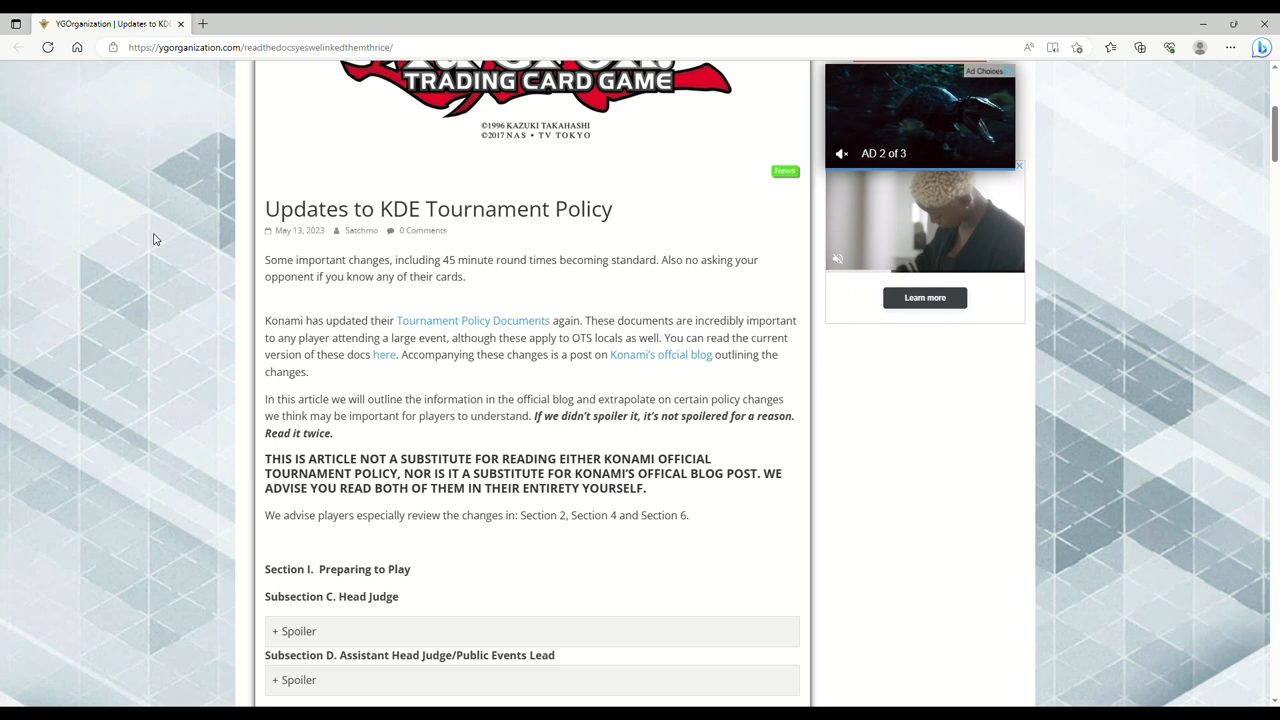 YGOrganization | Updates to KDE
https://ygorganization.com/readthedocsyeswelinkedthemthrice/
TRADING CARD GAME
©1996 KAZUKI TAKAHASHI
©2017 NAS • TV TOKYO
News
Updates to KDE Tournament Policy
May 13, 2023 Satchmo 0 Comments
Some important changes, including 45 minute round times becoming standard. Also no asking your
opponent if you know any of their cards.
Konami has updated their Tournament Policy Documents again. These documents are incredibly important
to any player attending a large event, although these apply to OTS locals as well. You can read the current
version of these docs here. Accompanying these changes is a post on Konami's offcial blog outlining the
changes.
In this article we will outline the information in the official blog and extrapolate on certain policy changes
we think may be important for players to understand. If we didn't spoiler it, it's not spoilered for a reason.
Read it twice.
THIS IS ARTICLE NOT A SUBSTITUTE FOR READING EITHER KONAMI OFFICIAL
TOURNAMENT POLICY, NOR IS IT A SUBSTITUTE FOR KONAMI'S OFFICAL BLOG POST. WE
ADVISE YOU READ BOTH OF THEM IN THEIR ENTIRETY YOURSELF.
We advise players especially review the changes in: Section 2, Section 4 and Section 6.
Section I. Preparing to Play
Subsection C. Head Judge
+ Spoiler
Subsection D. Assistant Head Judge/Public Events Lead
+ Spoiler
Ad Choices
AD 2 of 3
Learn more